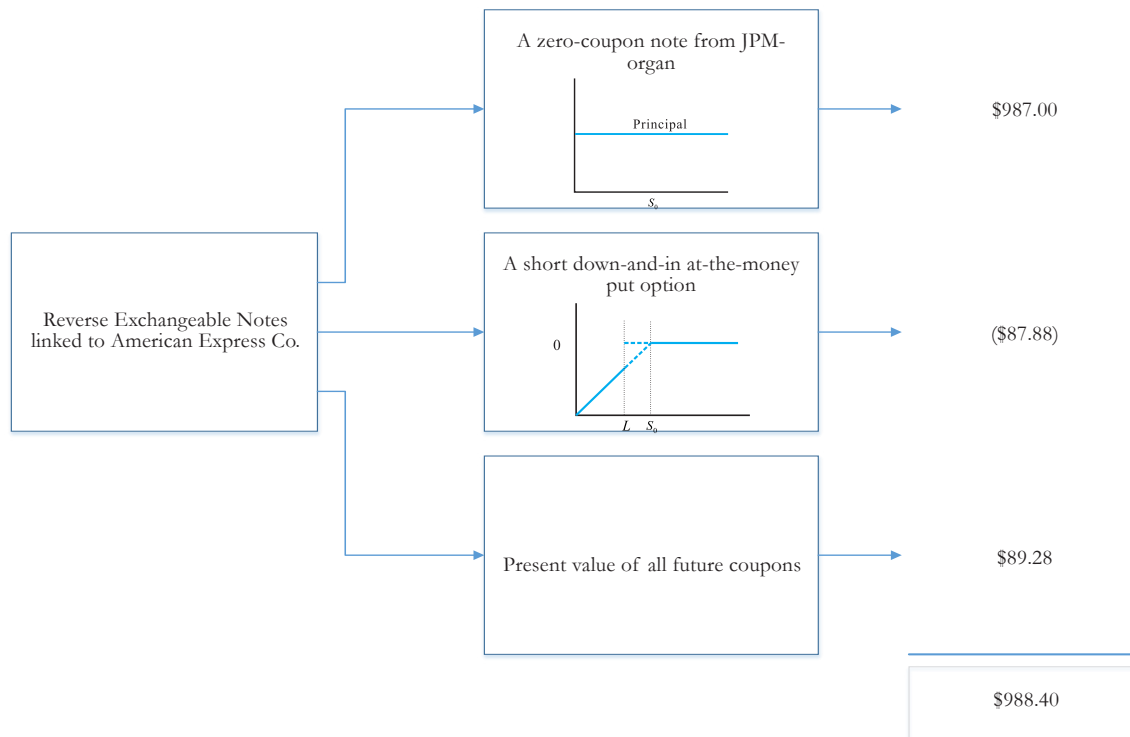 A zero-coupon note from JPM-
organ
Principal
S₀
$987.00
Reverse Exchangeable Notes
linked to American Express Co.
A short down-and-in at-the-money
put option
0
L S₀
($87.88)
Present value of all future coupons
$89.28
$988.40